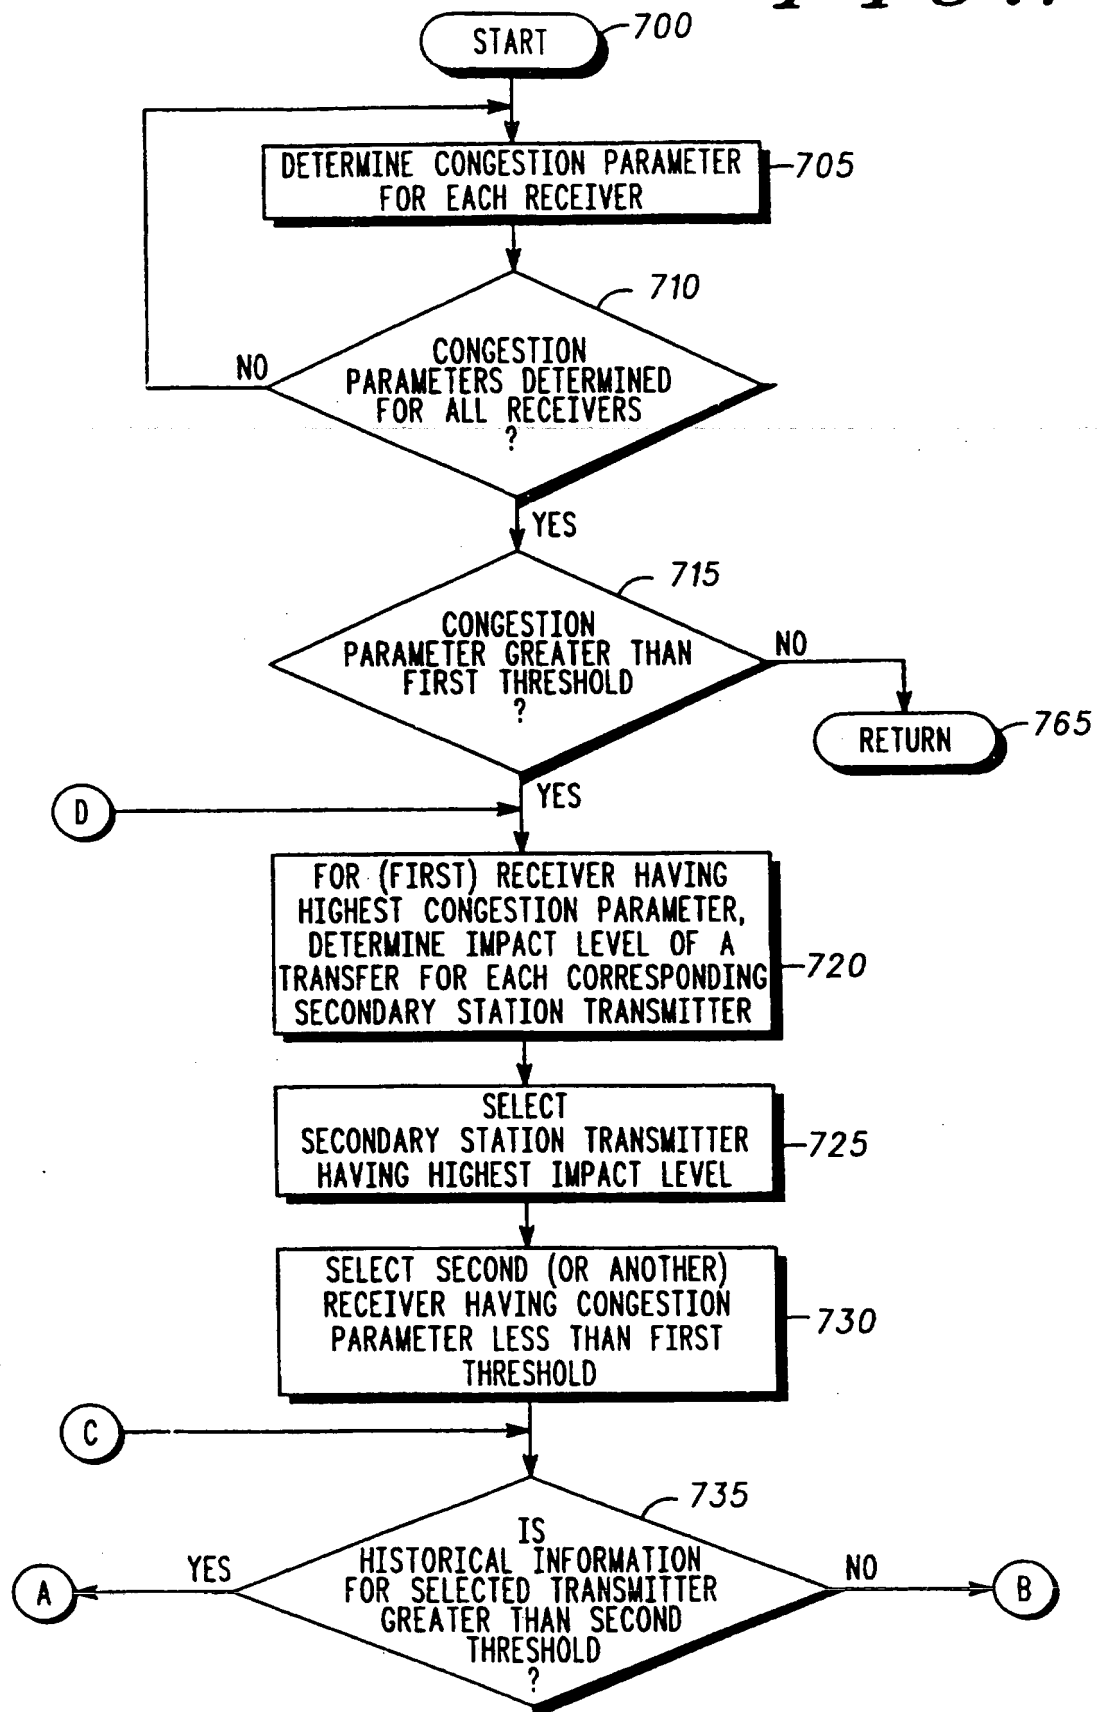 START
700
DETERMINE CONGESTION PARAMETER
FOR EACH RECEIVER
705
710
CONGESTION
PARAMETERS DETERMINED
FOR ALL RECEIVERS
?
NO
YES
715
CONGESTION
PARAMETER GREATER THAN
FIRST THRESHOLD
?
NO
RETURN
765
YES
D
FOR (FIRST) RECEIVER HAVING
HIGHEST CONGESTION PARAMETER,
DETERMINE IMPACT LEVEL OF A
TRANSFER FOR EACH CORRESPONDING
SECONDARY STATION TRANSMITTER
720
SELECT
SECONDARY STATION TRANSMITTER
HAVING HIGHEST IMPACT LEVEL
725
SELECT SECOND (OR ANOTHER)
RECEIVER HAVING CONGESTION
PARAMETER LESS THAN FIRST
THRESHOLD
730
C
735
IS
HISTORICAL INFORMATION
FOR SELECTED TRANSMITTER
GREATER THAN SECOND
THRESHOLD
?
YES
A
NO
B